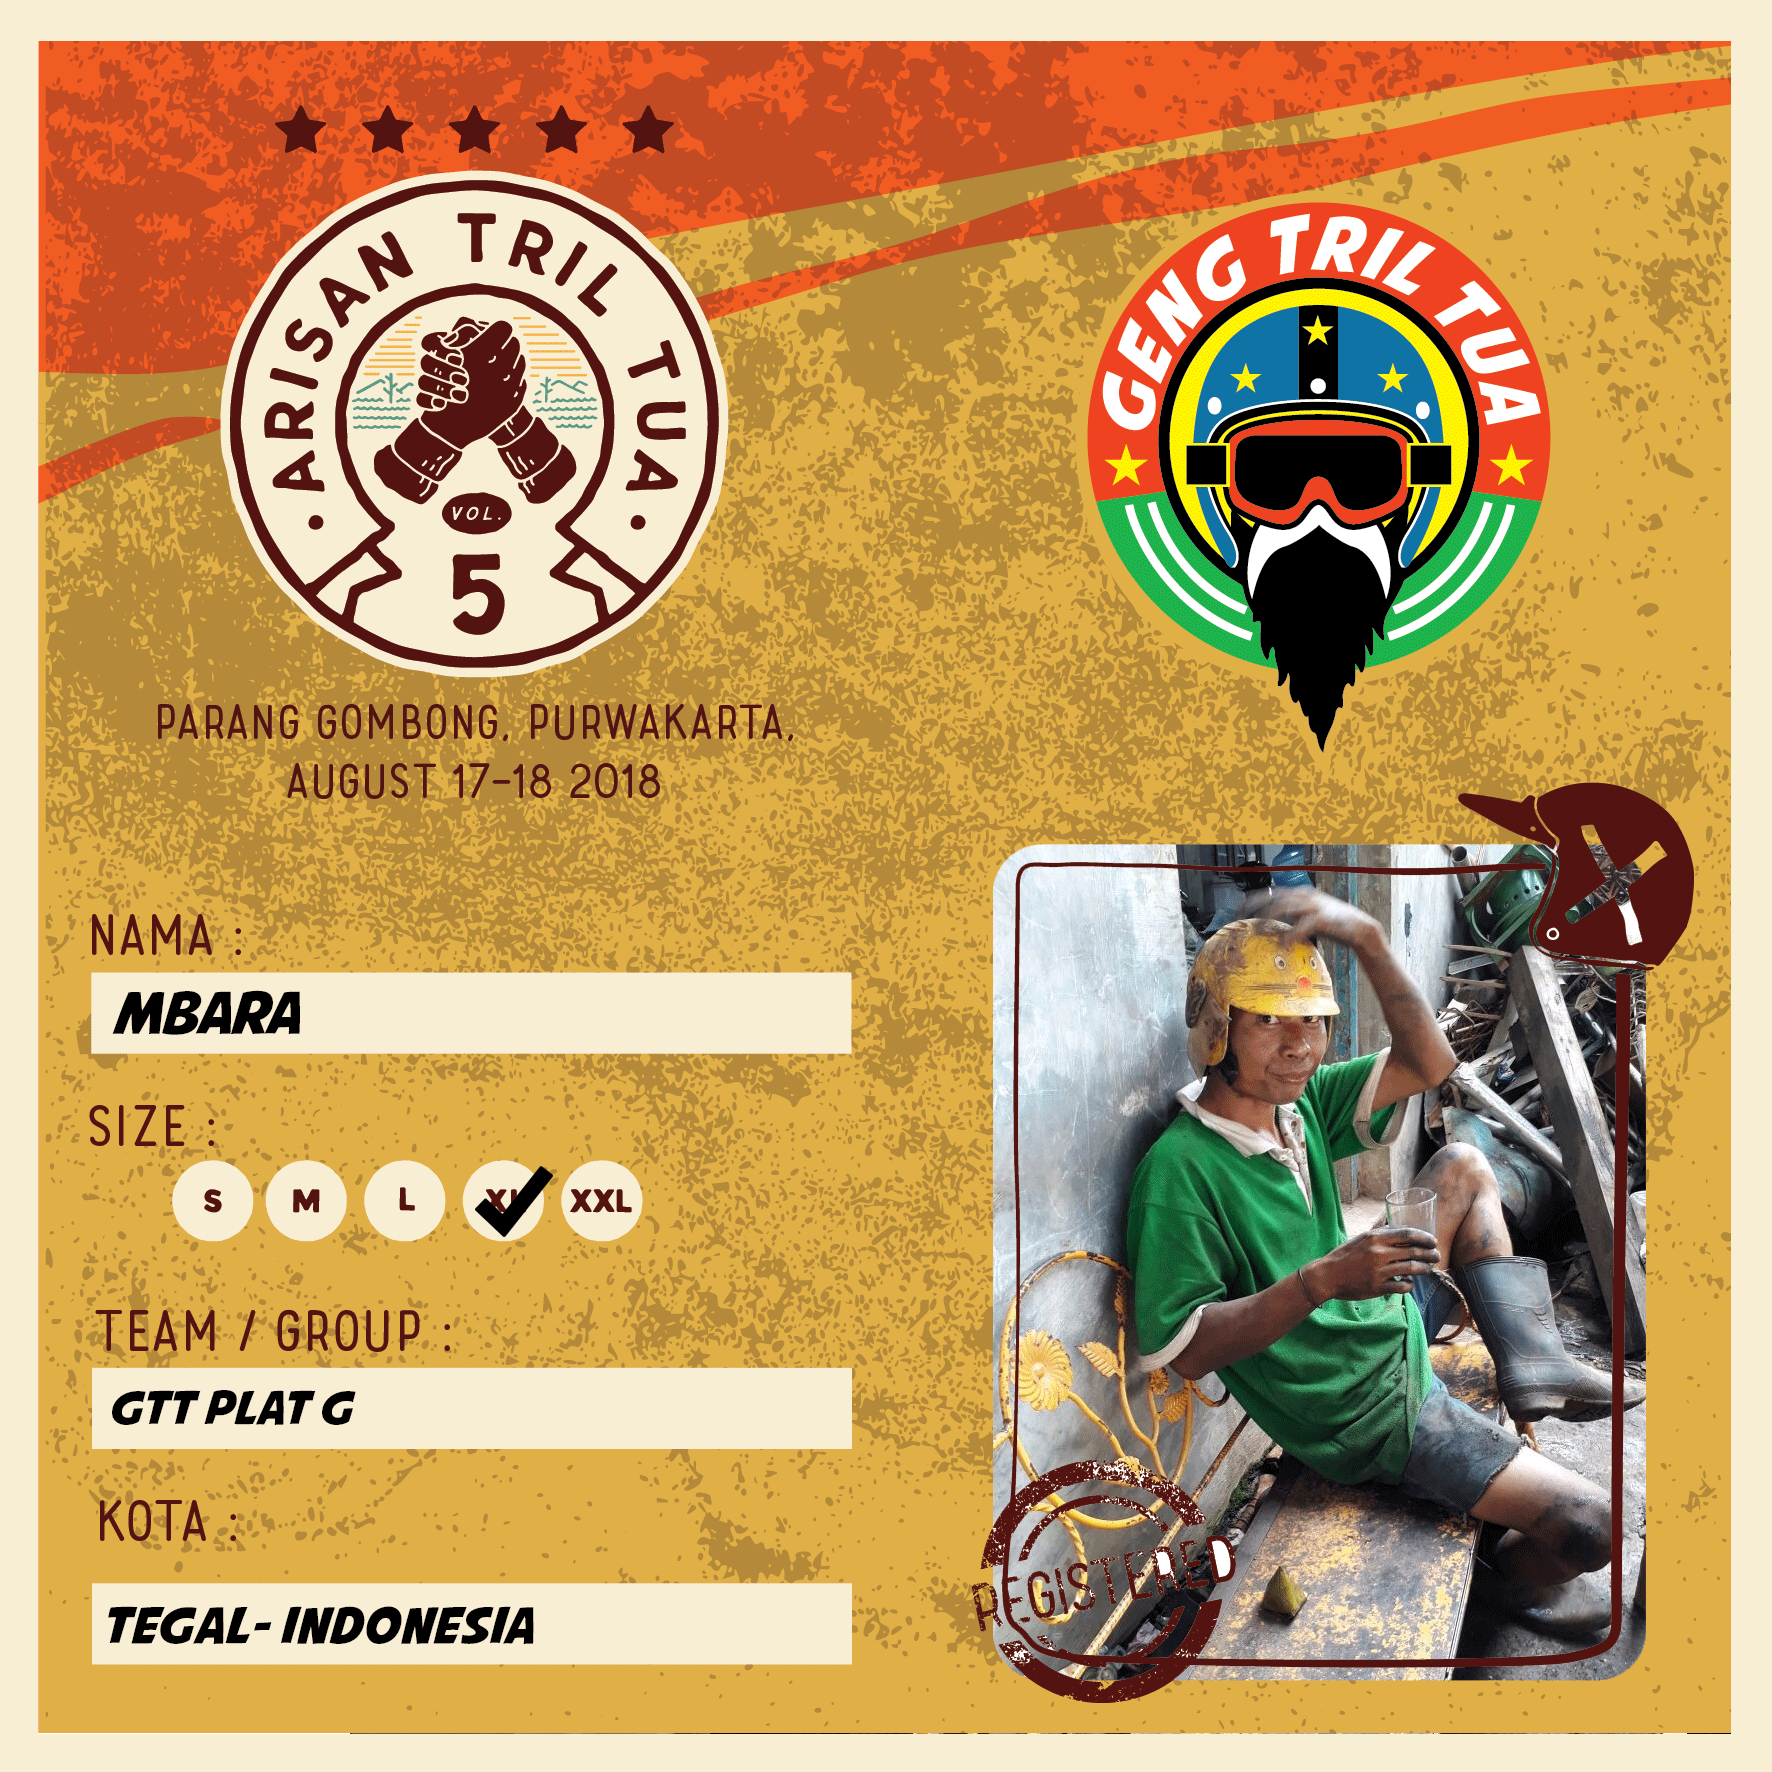 ARISAN TRIL TUA
VOL.
5
PARANG GOMBONG, PURWAKARTA,
AUGUST 17-18 2018
GENG TRIL TUA
NAMA :
MBARA
SIZE :
S M L XL XXL
TEAM / GROUP :
GTT PLAT G
KOTA :
TEGAL- INDONESIA
REGISTERED